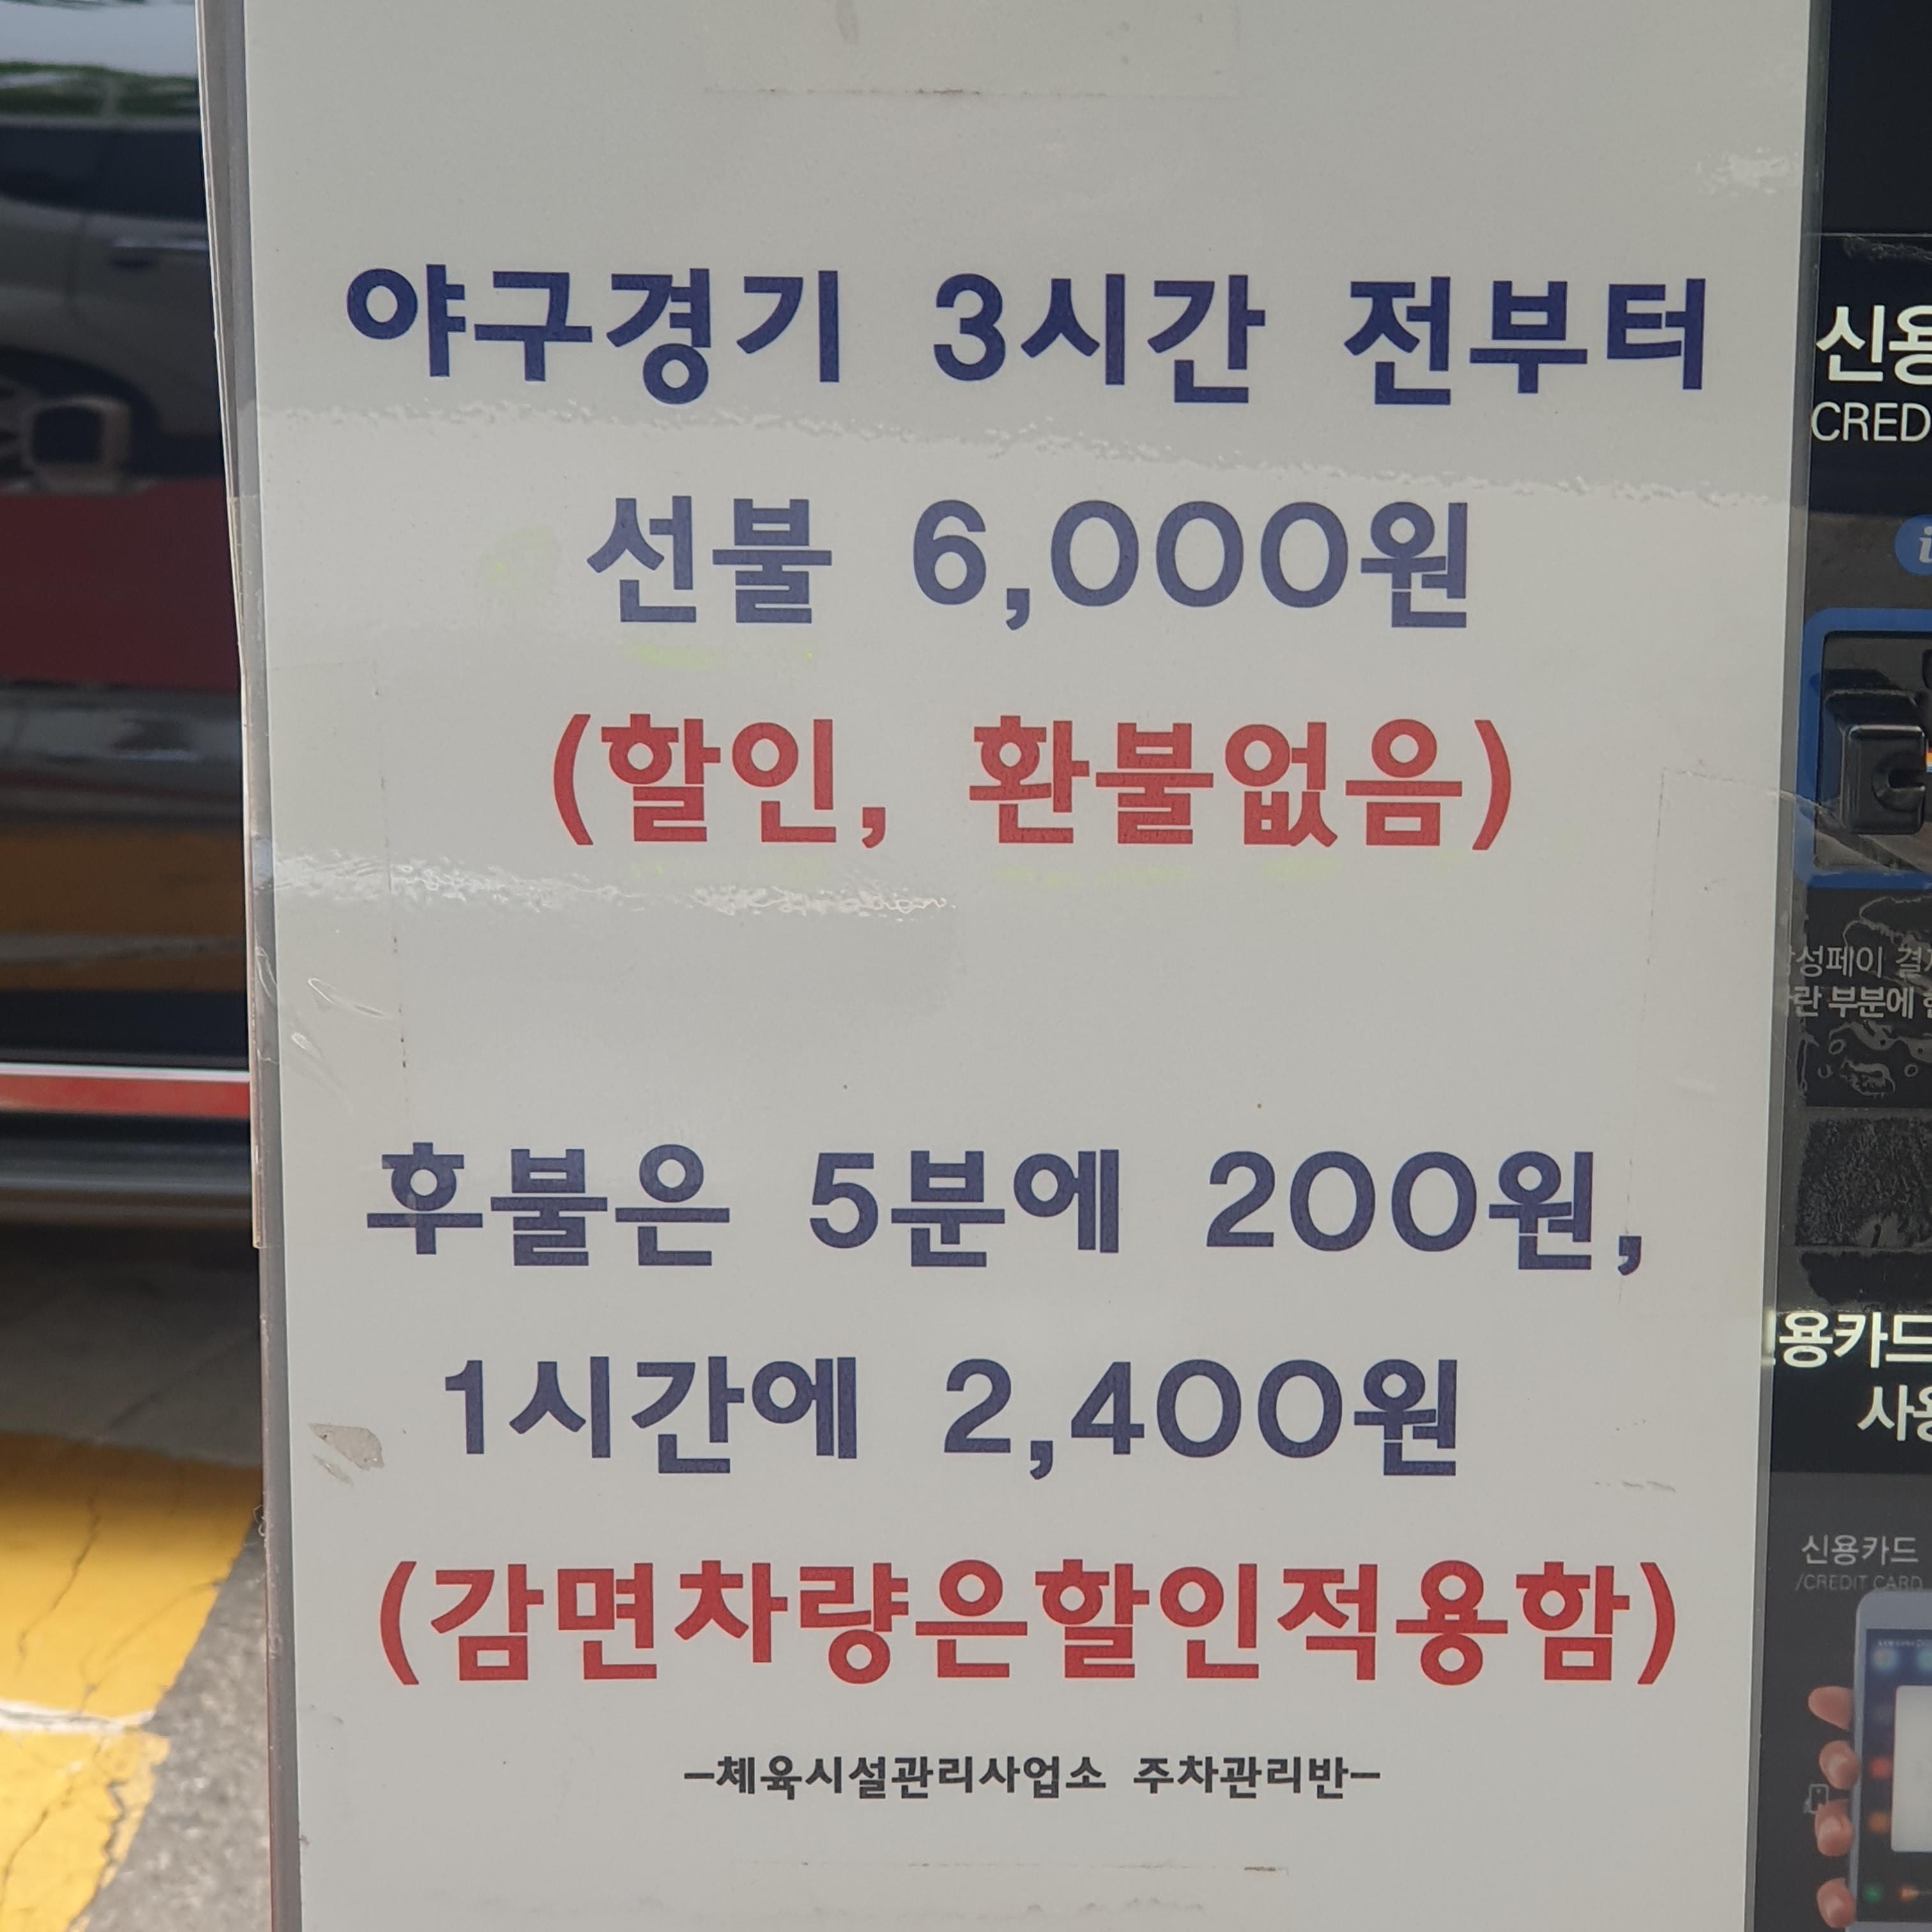 야구경기 3시간 전부터
선불 6,000원
(할인, 환불없음)
후불은 5분에 200원,
1시간에 2,400원
(감면차량은할인적용함)
-체육시설관리사업소 주차관리반-
신용
CRED
성페이
란 부분에
용카드
신용카드
/CREDIT CARD